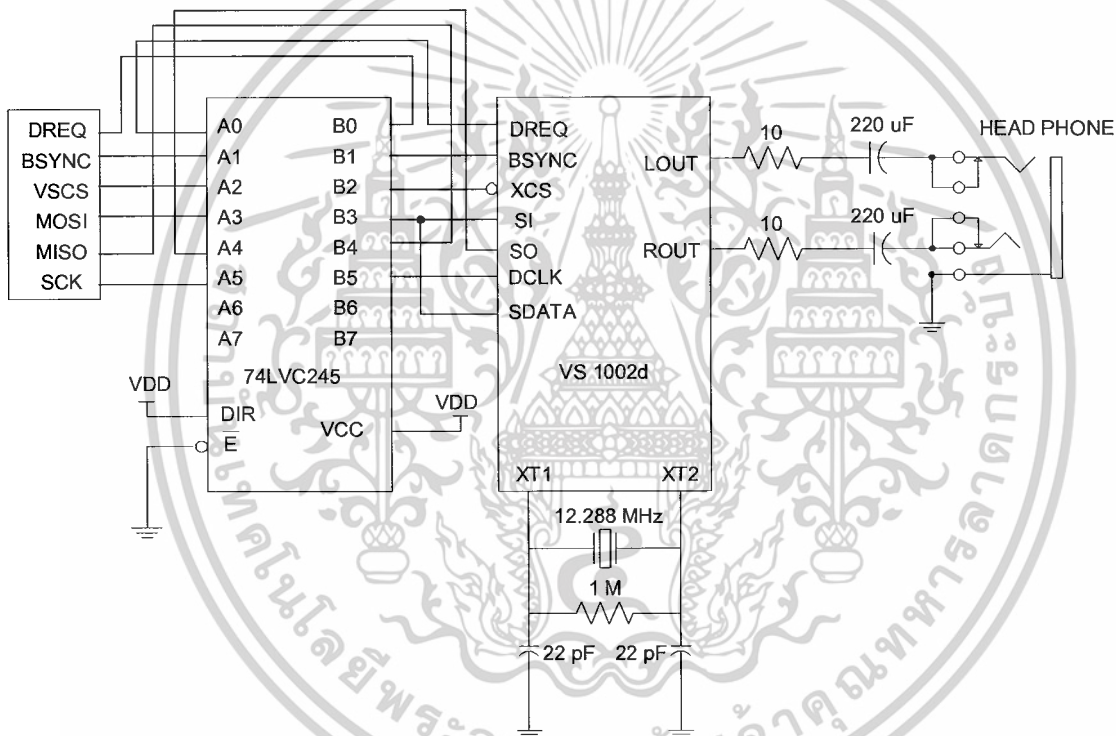 DREQ
BSYNC
VSCS
MOSI
MISO
SCK
A0
A1
A2
A3
A4
A5
A6
A7
B0
B1
B2
B3
B4
B5
B6
B7
74LVC245
VDD
DIR
E
VCC
VDD
DREQ
BSYNC
XCS
SI
SO
DCLK
SDATA
LOUT
ROUT
VS 1002d
XT1
XT2
10
220 uF
HEAD PHONE
10
220 uF
12.288 MHz
1 M
22 pF
22 pF